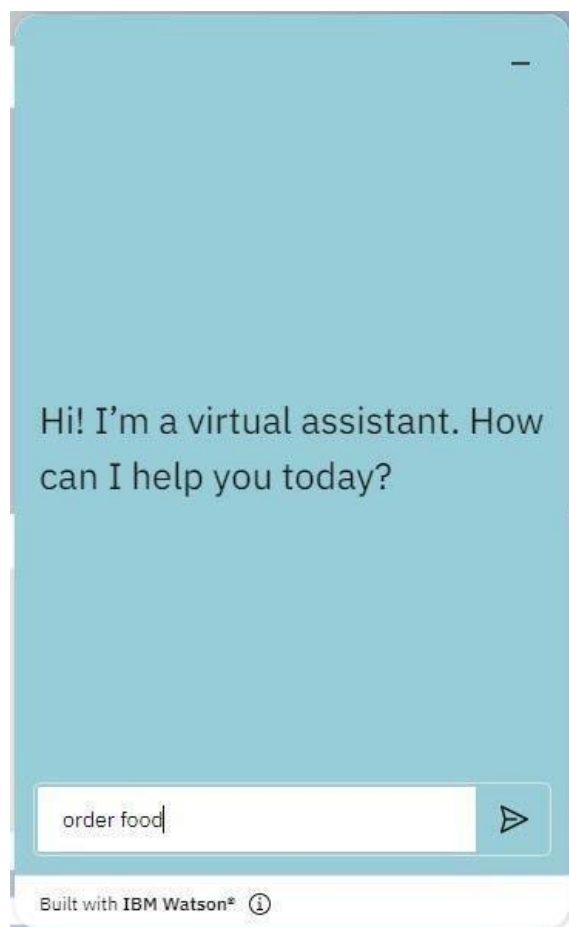 Hi! I’m a virtual assistant. How
can I help you today?
order food
Built with IBM Watson®